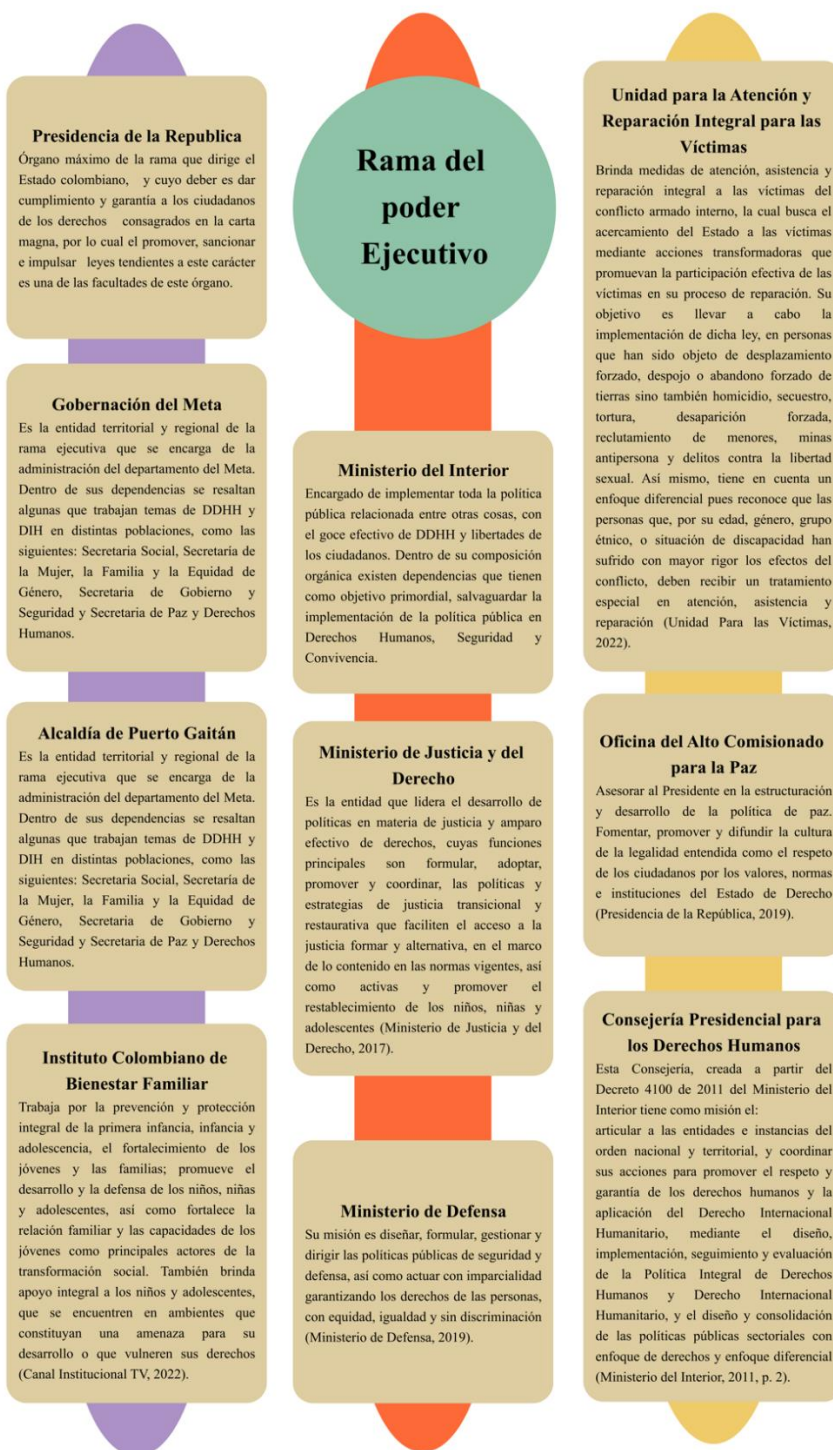 Presidencia de la Republica
Órgano máximo de la rama que dirige el
Estado colombiano, y cuyo deber es dar
cumplimiento y garantía a los ciudadanos
de los derechos consagrados en la carta
magna, por lo cual el promover, sancionar
e impulsar leyes tendientes a este carácter
es una de las facultades de este órgano.
Gobernación del Meta
Es la entidad territorial y regional de la
rama ejecutiva que se encarga de la
administración del departamento del Meta.
Dentro de sus dependencias se resaltan
algunas que trabajan temas de DDHH y
DIH en distintas poblaciones, como las
siguientes: Secretaria Social, Secretaría de
la Mujer, la Familia y la Equidad de
Género, Secretaria de Gobierno y
Seguridad y Secretaria de Paz y Derechos
Humanos.
Alcaldía de Puerto Gaitán
Es la entidad territorial y regional de la
rama ejecutiva que se encarga de la
administración del departamento del Meta.
Dentro de sus dependencias se resaltan
algunas que trabajan temas de DDHH y
DIH en distintas poblaciones, como las
siguientes: Secretaria Social, Secretaría de
la Mujer, la Familia y la Equidad de
Género, Secretaria de Gobierno y
Seguridad y Secretaria de Paz y Derechos
Humanos.
Instituto Colombiano de
Bienestar Familiar
Trabaja por la prevención y protección
integral de la primera infancia, infancia y
adolescencia, el fortalecimiento de los
jóvenes y las familias; promueve el
desarrollo y la defensa de los niños, niñas
y adolescentes, así como fortalece la
relación familiar y las capacidades de los
jóvenes como principales actores de la
transformación social. También brinda
apoyo integral a los niños y adolescentes,
que se encuentren en ambientes que
constituyan una amenaza para su
desarrollo o que vulneren sus derechos
(Canal Institucional TV, 2022).
Rama del
poder
Ejecutivo
Ministerio del Interior
Encargado de implementar toda la política
pública relacionada entre otras cosas, con
el goce efectivo de DDHH y libertades de
los ciudadanos. Dentro de su composición
orgánica existen dependencias que tienen
como objetivo primordial, salvaguardar la
implementación de la política pública en
Derechos Humanos, Seguridad y
Convivencia.
Ministerio de Justicia y del
Derecho
Es la entidad que lidera el desarrollo de
políticas en materia de justicia y amparo
efectivo de derechos, cuyas funciones
principales son formular, adoptar,
promover y coordinar, las políticas y
estrategias de justicia transicional y
restaurativa que faciliten el acceso a la
justicia formar y alternativa, en el marco
de lo contenido en las normas vigentes, así
como activas y promover el
restablecimiento de los niños, niñas y
adolescentes (Ministerio de Justicia y del
Derecho, 2017).
Ministerio de Defensa
Su misión es diseñar, formular, gestionar y
dirigir las políticas públicas de seguridad y
defensa, así como actuar con imparcialidad
garantizando los derechos de las personas,
con equidad, igualdad y sin discriminación
(Ministerio de Defensa, 2019).
Unidad para la Atención y
Reparación Integral para las
Víctimas
Brinda medidas de atención, asistencia y
reparación integral a las víctimas del
conflicto armado interno, la cual busca el
acercamiento del Estado a las víctimas
mediante acciones transformadoras que
promuevan la participación efectiva de las
víctimas en su proceso de reparación. Su
objetivo es llevar a cabo la
implementación de dicha ley, en personas
que han sido objeto de desplazamiento
forzado, despojo o abandono forzado de
tierras sino también homicidio, secuestro,
tortura, desaparición forzada,
reclutamiento de menores, minas
antipersona y delitos contra la libertad
sexual. Así mismo, tiene en cuenta un
enfoque diferencial pues reconoce que las
personas que, por su edad, género, grupo
étnico, o situación de discapacidad han
sufrido con mayor rigor los efectos del
conflicto, deben recibir un tratamiento
especial en atención, asistencia y
reparación (Unidad Para las Víctimas,
2022).
Oficina del Alto Comisionado
para la Paz
Asesorar al Presidente en la estructuración
y desarrollo de la política de paz.
Fomentar, promover y difundir la cultura
de la legalidad entendida como el respeto
de los ciudadanos por los valores, normas
e instituciones del Estado de Derecho
(Presidencia de la República, 2019).
Consejería Presidencial para
los Derechos Humanos
Esta Consejería, creada a partir del
Decreto 4100 de 2011 del Ministerio del
Interior tiene como misión el:
articular a las entidades e instancias del
orden nacional y territorial, y coordinar
sus acciones para promover el respeto y
garantía de los derechos humanos y la
aplicación del Derecho Internacional
Humanitario, mediante el diseño,
implementación, seguimiento y evaluación
de la Política Integral de Derechos
Humanos y Derecho Internacional
Humanitario, y el diseño y consolidación
de las políticas públicas sectoriales con
enfoque de derechos y enfoque diferencial
(Ministerio del Interior, 2011, p. 2).